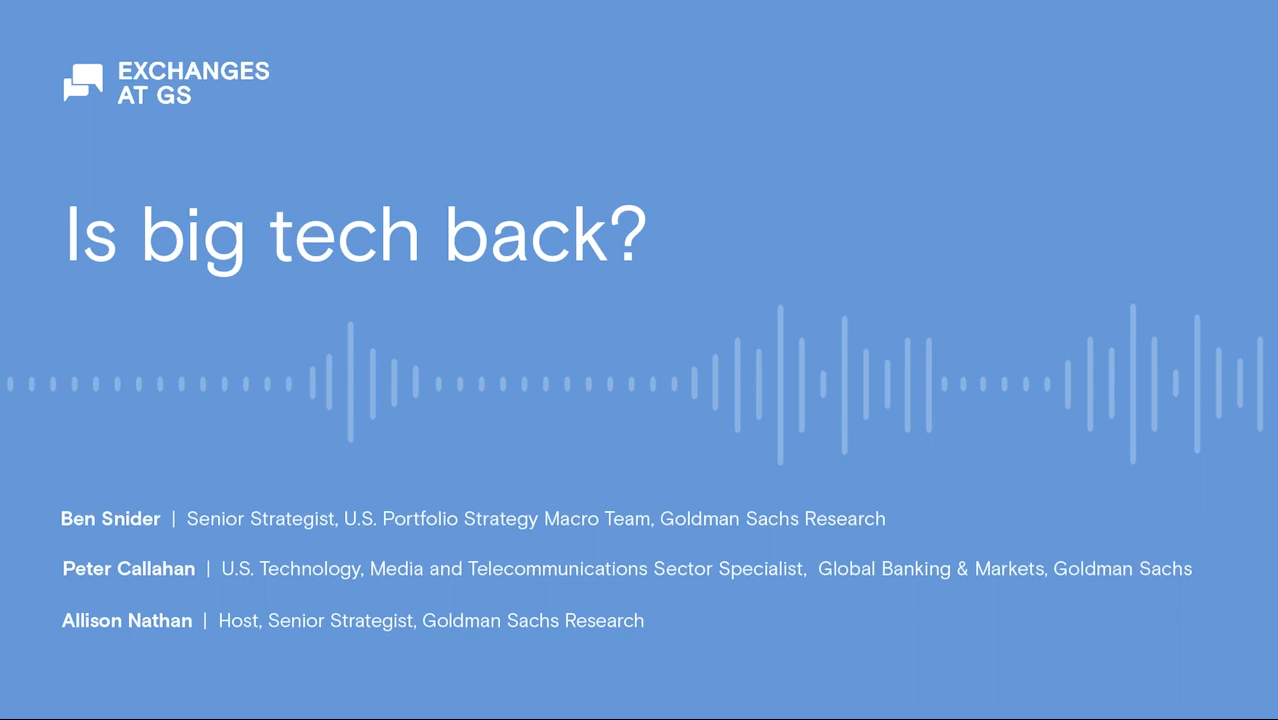 EXCHANGES
AT GS
Is big tech back?
Ben Snider | Senior Strategist, U.S. Portfolio Strategy Macro Team, Goldman Sachs Research
Peter Callahan | U.S. Technology, Media and Telecommunications Sector Specialist, Global Banking & Markets, Goldman Sachs
Allison Nathan | Host, Senior Strategist, Goldman Sachs Research